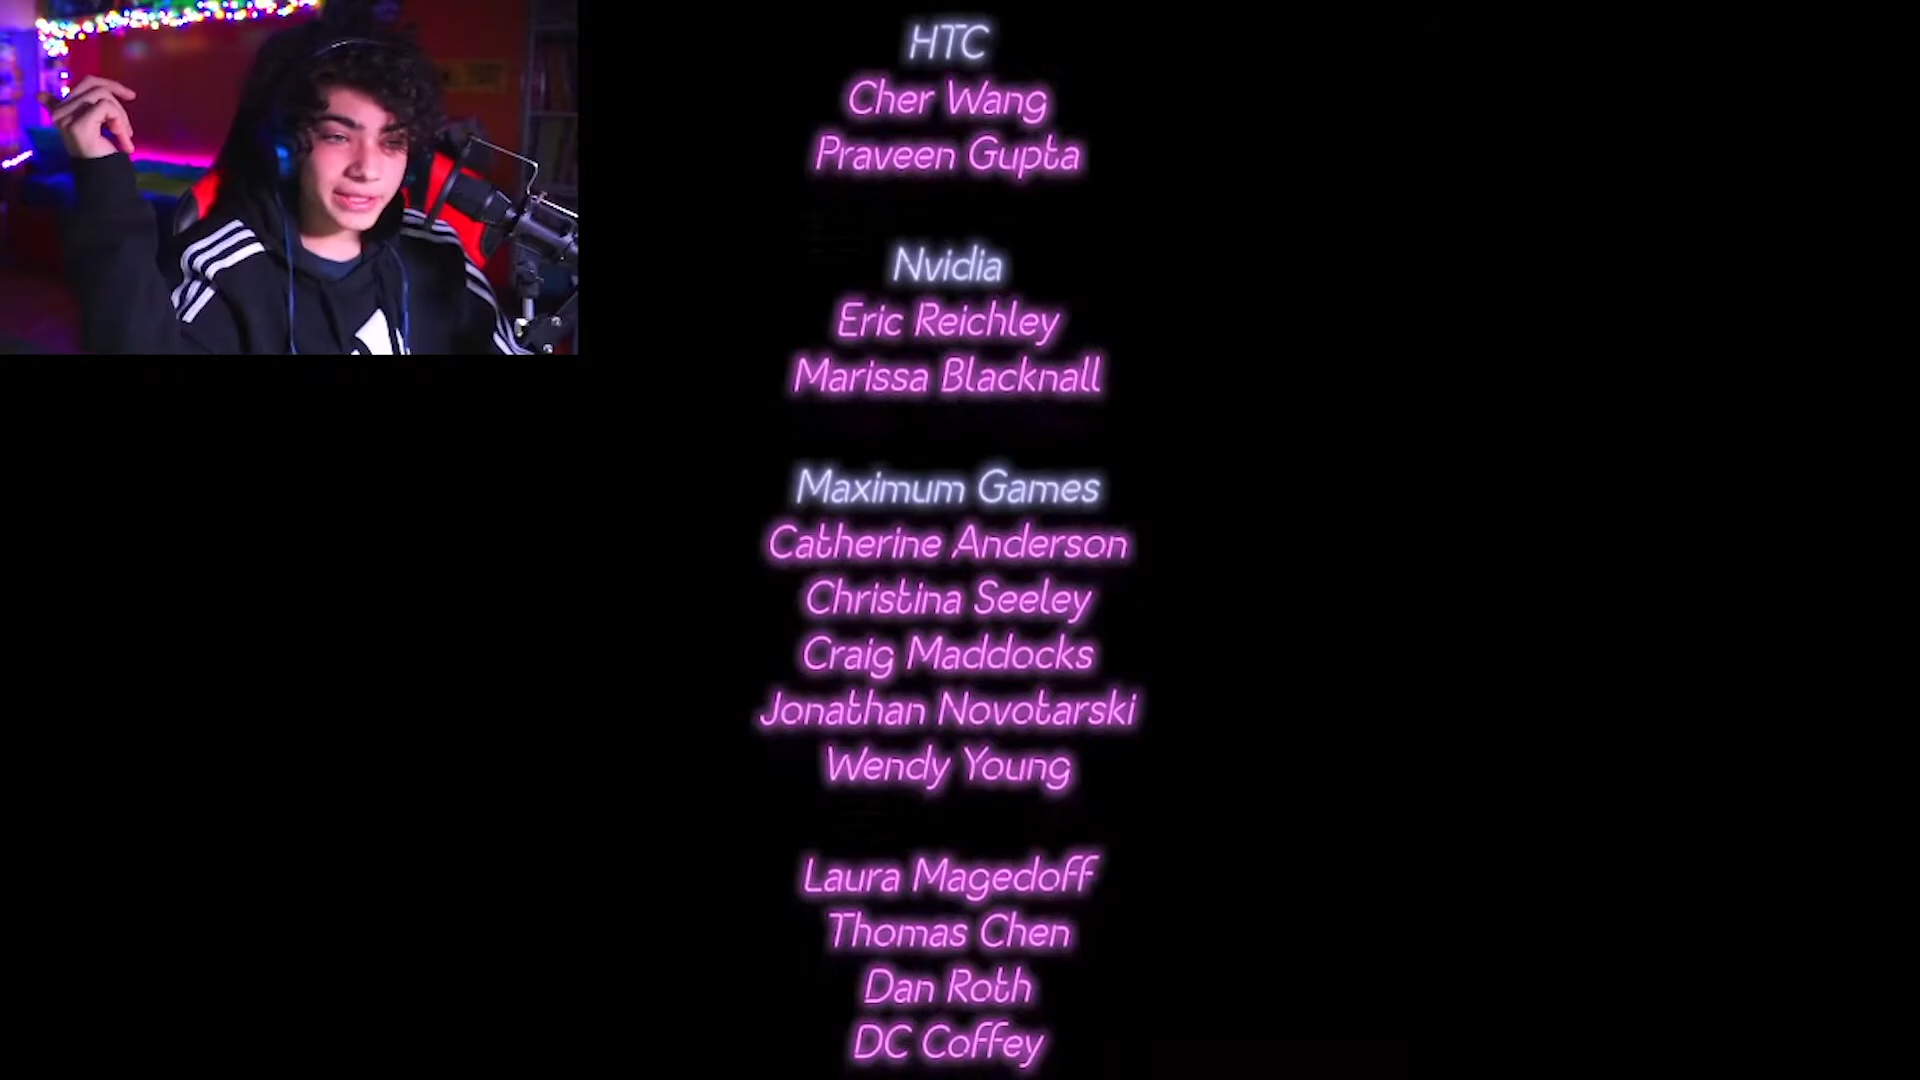 HTC
Cher Wang
Praveen Gupta
Nvidia
Eric Reichley
Marissa Blacknall
Maximum Games
Catherine Anderson
Christina Seeley
Craig Maddocks
Jonathan Novotarski
Wendy Young
Laura Magedoff
Thomas Chen
Dan Roth
DC Coffey